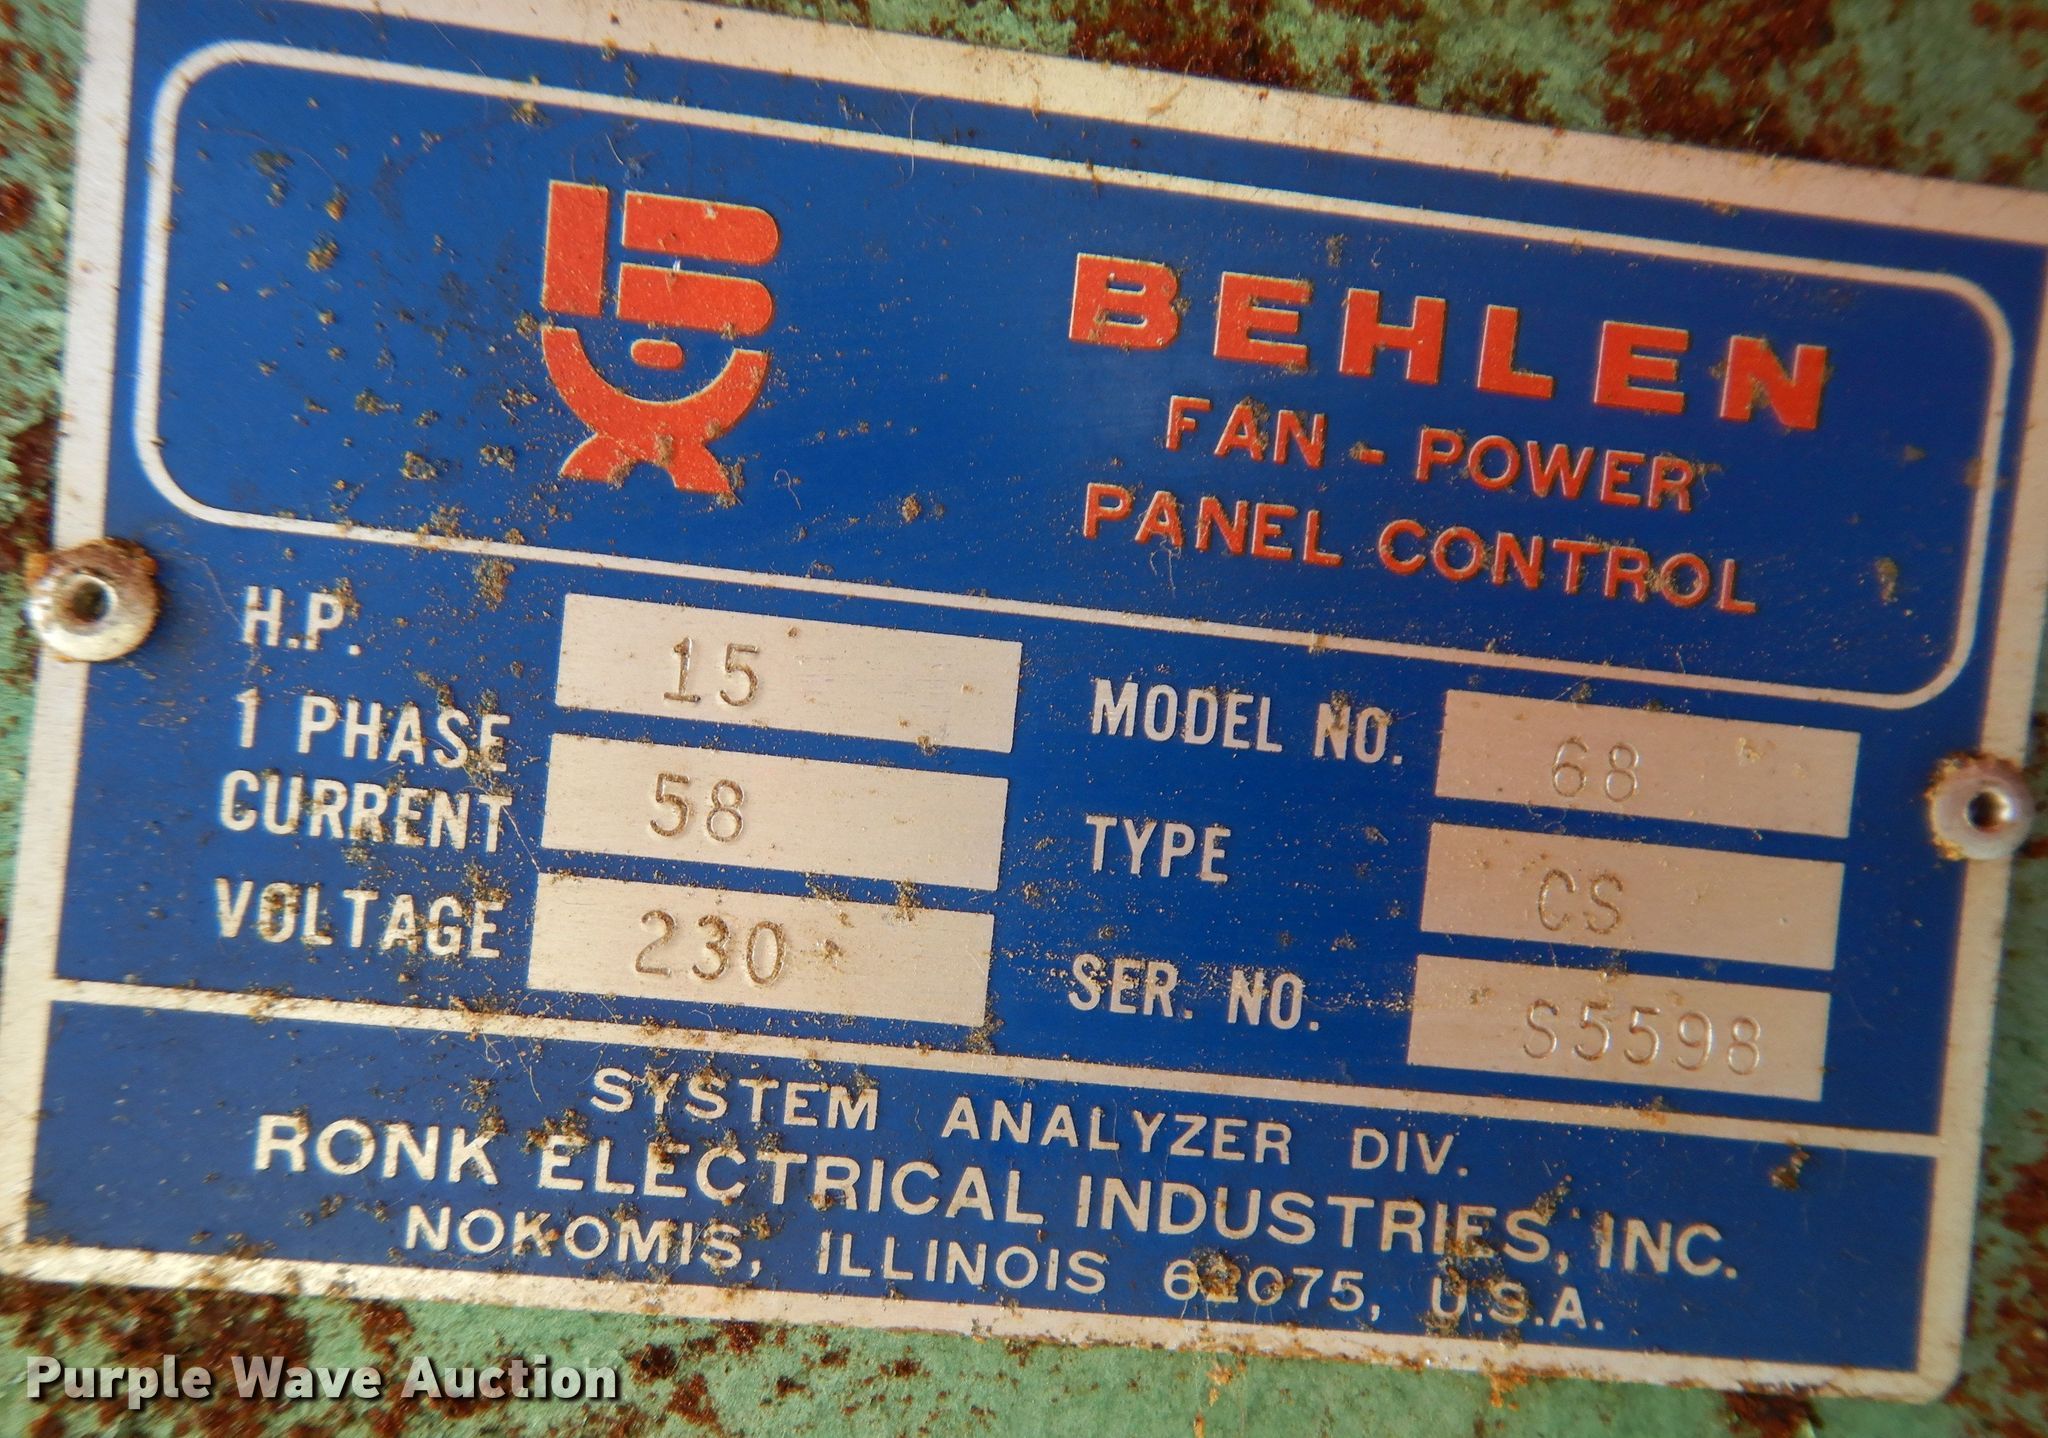 BEHLEN
FAN - POWER
PANEL CONTROL
H.P. 15
1 PHASE
CURRENT 58
VOLTAGE 230
MODEL NO. 68
TYPE CS
SER. NO. S5598
SYSTEM ANALYZER DIV.
RONK ELECTRICAL INDUSTRIES, INC.
NOKOMIS, ILLINOIS 62075, U.S.A.
Purple Wave Auction